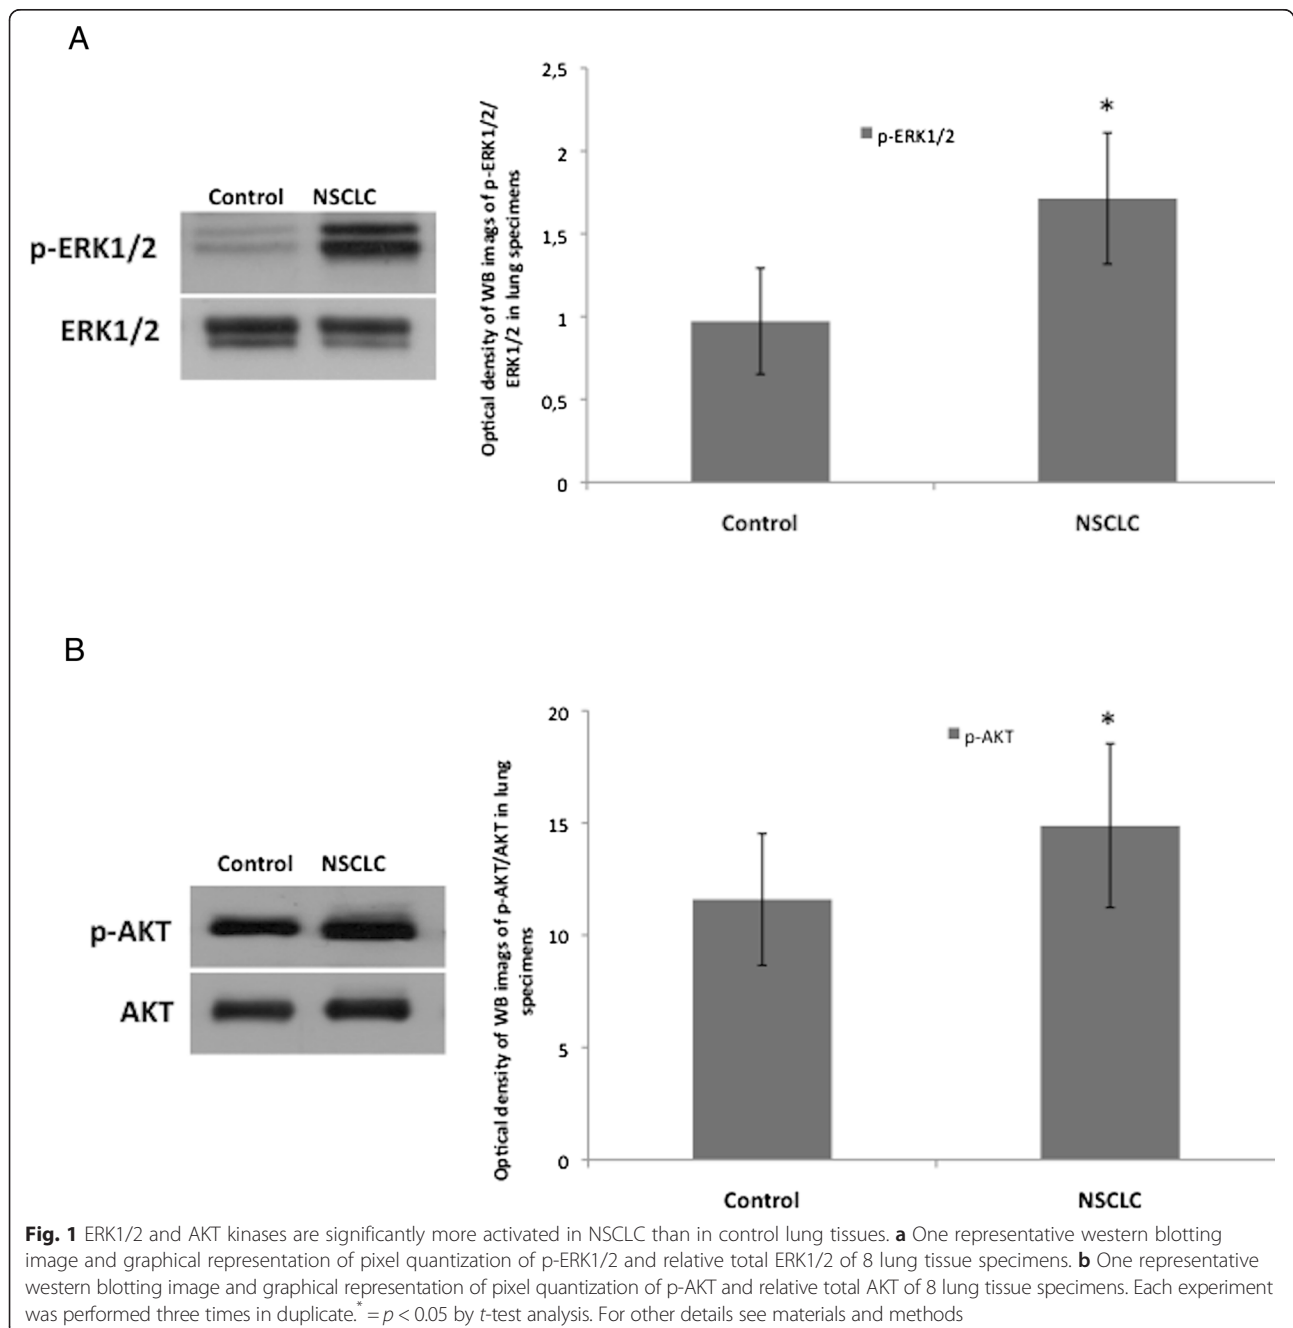 A
Control NSCLC
p-ERK1/2
ERK1/2
Optical density of WB imags of p-ERK1/2/
ERK1/2 in lung specimens
2,5
2
1,5
1
0,5
0
*
p-ERK1/2
Control
NSCLC
B
Control NSCLC
p-AKT
AKT
Optical density of WB imags of p-AKT/AKT in lung
specimens
20
15
10
5
0
*
p-AKT
Control
NSCLC
Fig. 1 ERK1/2 and AKT kinases are significantly more activated in NSCLC than in control lung tissues. a One representative western blotting
image and graphical representation of pixel quantization of p-ERK1/2 and relative total ERK1/2 of 8 lung tissue specimens. b One representative
western blotting image and graphical representation of pixel quantization of p-AKT and relative total AKT of 8 lung tissue specimens. Each experiment
was performed three times in duplicate.* = p < 0.05 by t-test analysis. For other details see materials and methods